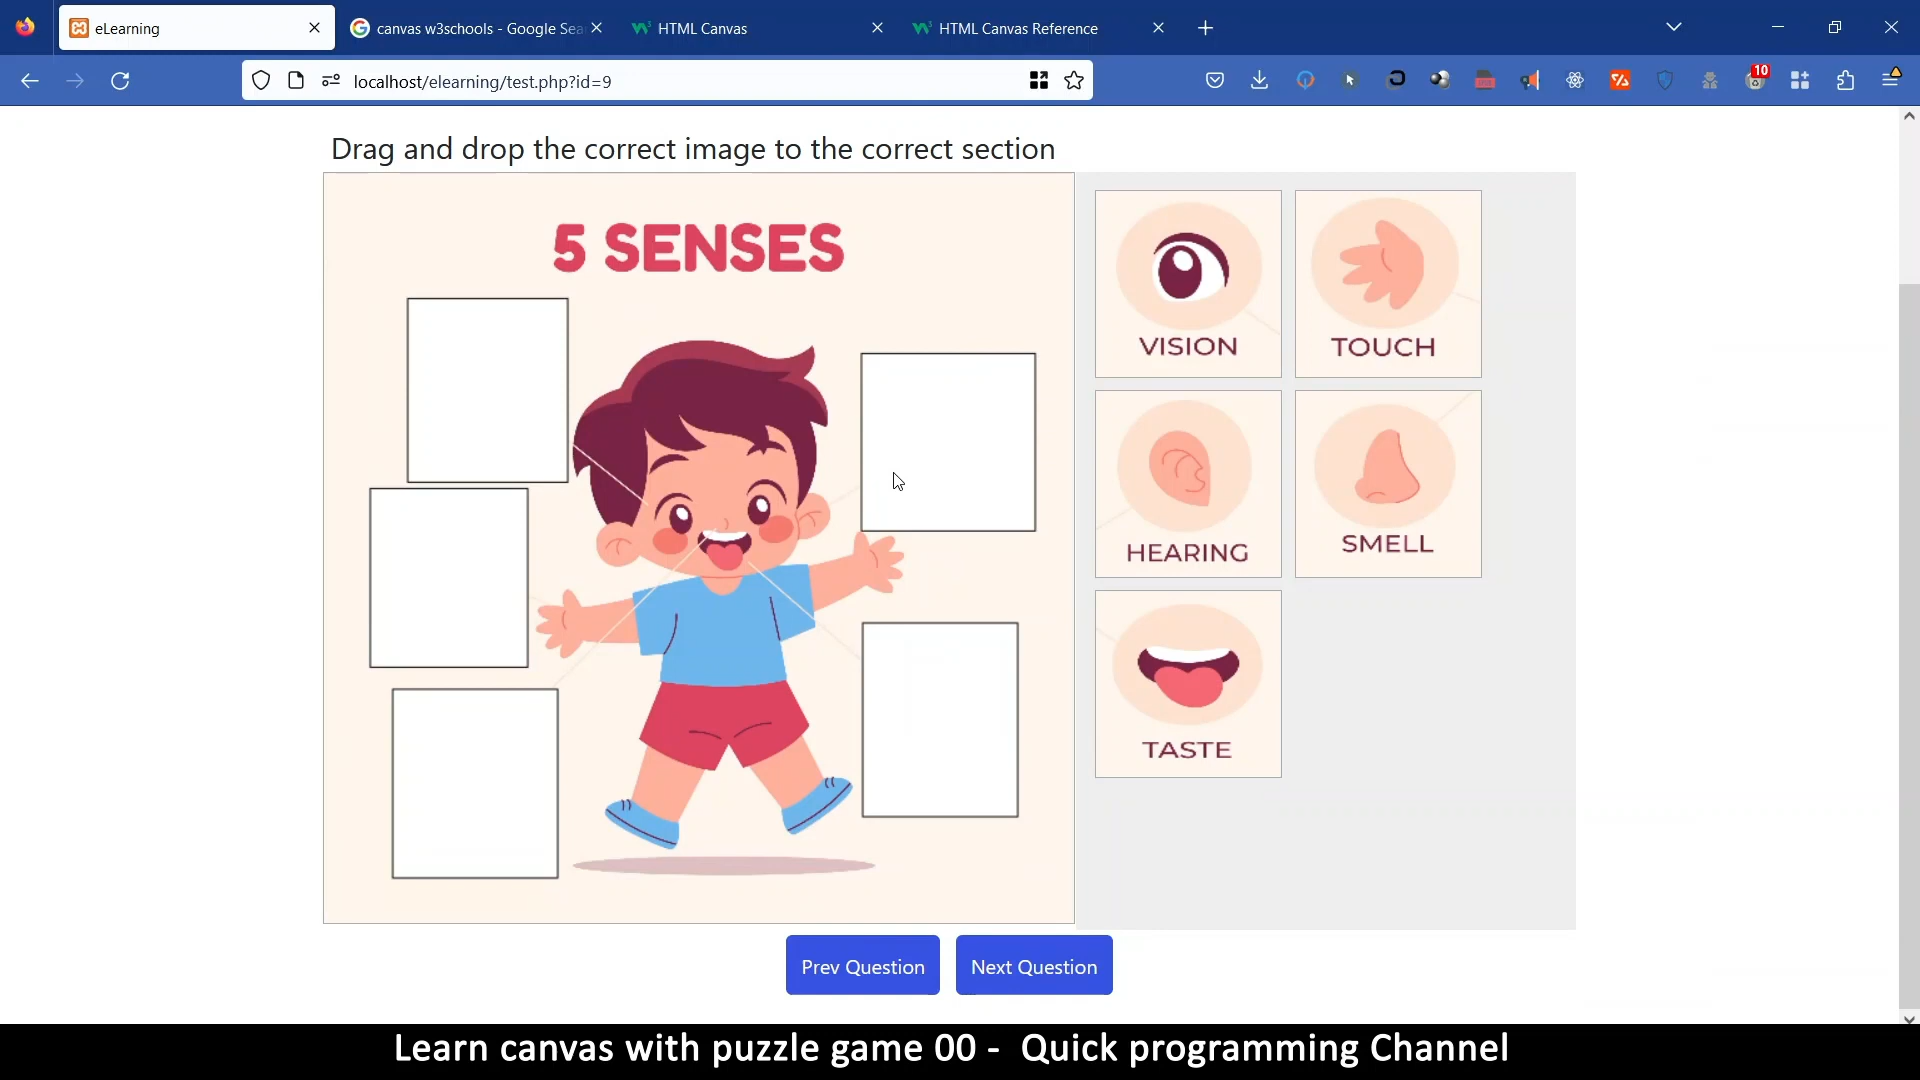 eLearning
canvas w3schools - Google Sea
HTML Canvas
HTML Canvas Reference
localhost/elearning/test.php?id=9
10
Drag and drop the correct image to the correct section
5 SENSES
VISION
TOUCH
HEARING
SMELL
TASTE
Prev Question
Next Question
Learn canvas with puzzle game 00 - Quick programming Channel